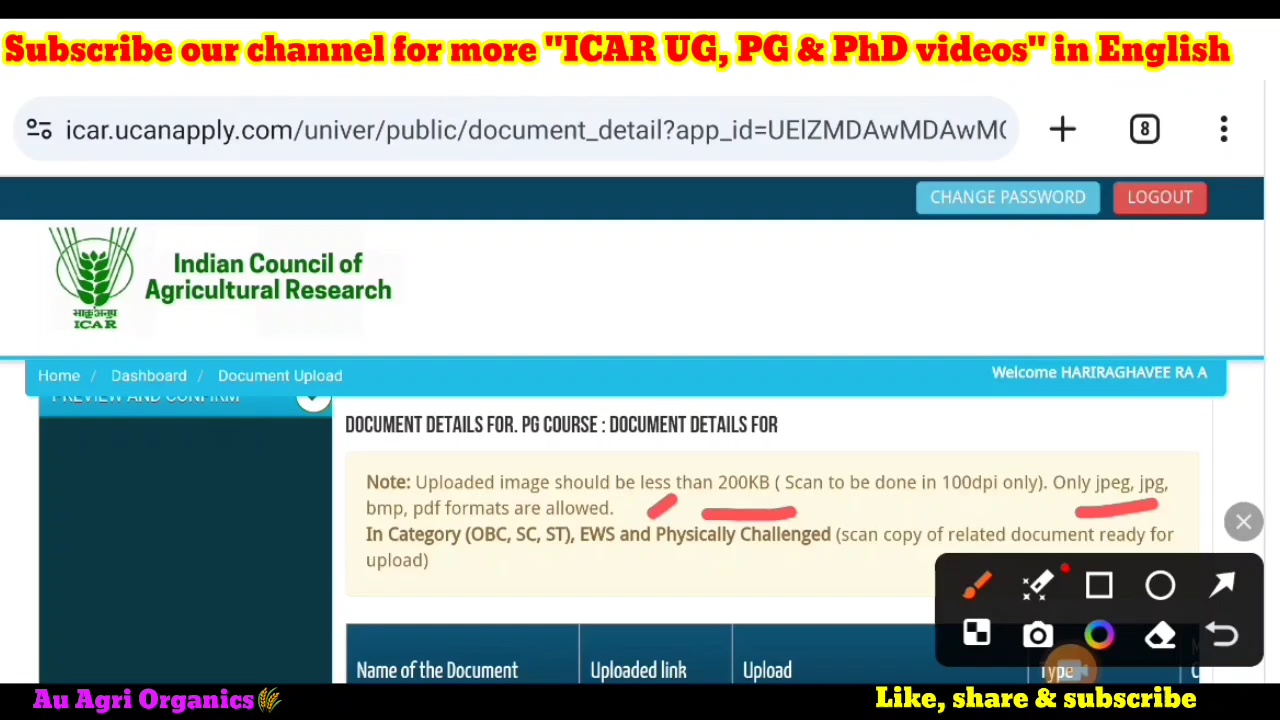 Subscribe our channel for more "ICAR UG, PG & PhD videos" in English
icar.ucanapply.com/univer/public/document_detail?app_id=UElZMDAwMDAwM
8
CHANGE PASSWORD
LOGOUT
Indian Council of
Agricultural Research
भाकृअनुप
ICAR
Home / Dashboard / Document Upload
Welcome HARIRAGHAVEE RA A
PREVIEW AND CONFIRM
DOCUMENT DETAILS FOR. PG COURSE : DOCUMENT DETAILS FOR
Note: Uploaded image should be less than 200KB ( Scan to be done in 100dpi only). Only jpeg, jpg,
bmp, pdf formats are allowed.
In Category (OBC, SC, ST), EWS and Physically Challenged (scan copy of related document ready for
upload)
Name of the Document
Uploaded link
Upload
Type
Au Agri Organics🌾
Like, share & subscribe